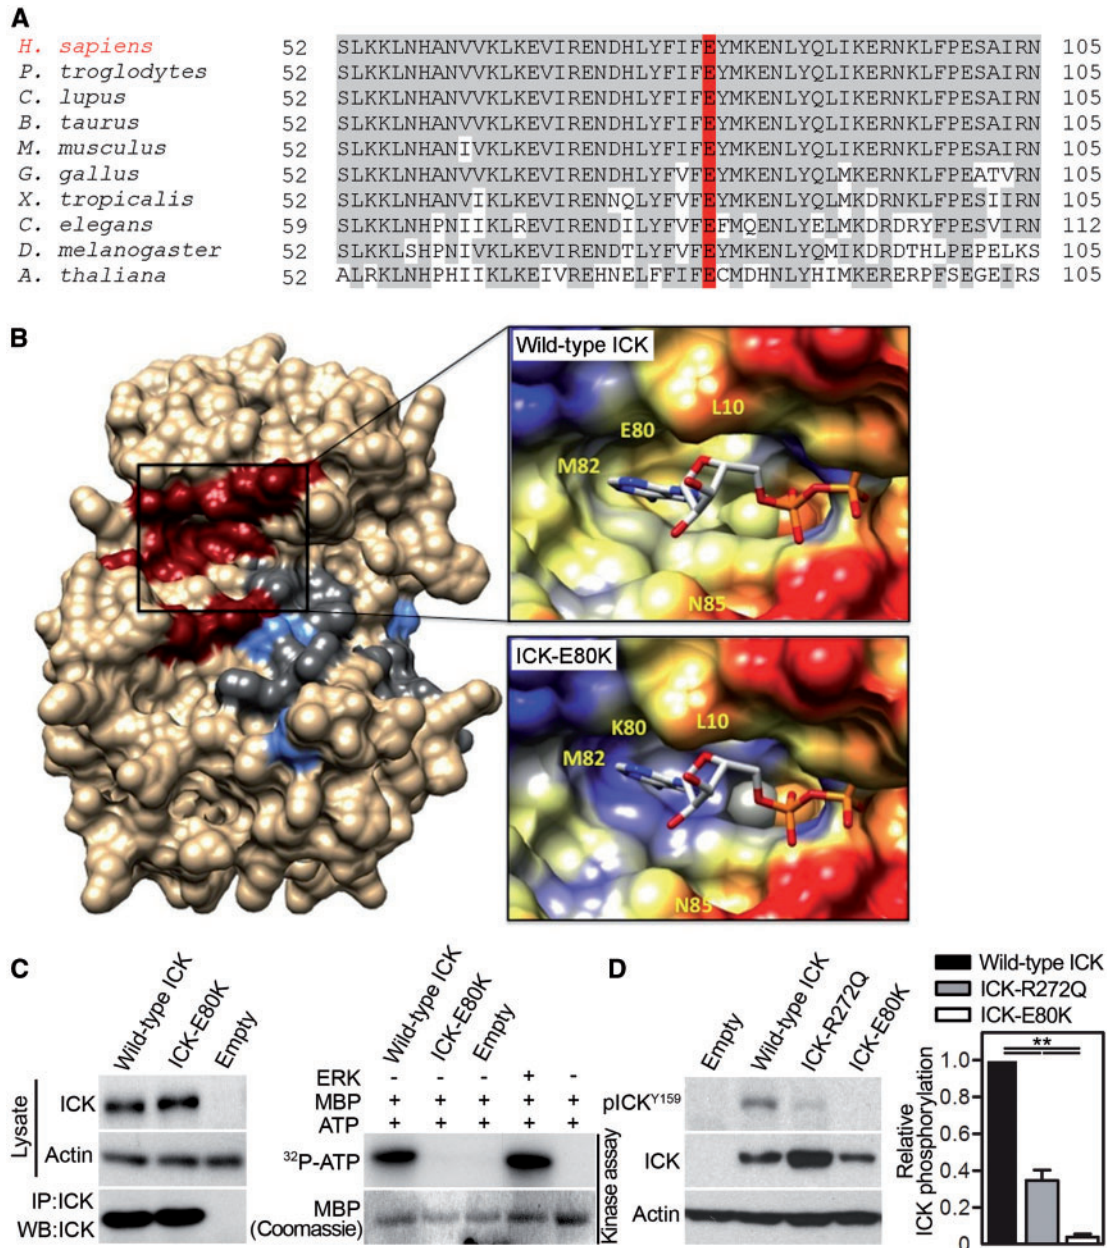 A
H. sapiens 52 SLKKLNHANVVKLKEVIRENDHLYFIFEYMKENLYQLIKERNKLFPESAIRN 105
P. troglodytes 52 SLKKLNHANVVKLKEVIRENDHLYFIFEYMKENLYQLIKERNKLFPESAIRN 105
C. lupus 52 SLKKLNHANVVKLKEVIRENDHLYFIFEYMKENLYQLIKERNKLFPESAIRN 105
B. taurus 52 SLKKLNHANVVKLKEVIRENDHLYFIFEYMKENLYQLIKERNKLFPESAIRN 105
M. musculus 52 SLKKLNHANIVKLKEVIRENDHLYFIFEYMKENLYQLIKERNKLFPESAIRN 105
G. gallus 52 SLKKLNHANVVKLKEVIRENDHLYFVFEYMKENLYQLMKERNKLFPEATVRN 105
X. tropicalis 52 SLKKLNHANVIKLKEVIRENNQLYFVFEYMKENLYQLMKDRNKLFPESIIRN 105
C. elegans 59 SLKKLNHPNIIKLREVIRENDILYFVFEFMQENLYELMKDRDRYFPESVIRN 112
D. melanogaster 52 SLKKLSHPNIVKLKEVIRENDTLYFVFEYMKENLYQMIKDRDTHLPEPELKS 105
A. thaliana 52 ALRKLNHPHIIKLKEIVREHNELFFIFECMDHNLYHIMKERERPFSEGEIRS 105
B
Wild-type ICK
L10
E80
M82
N85
ICK-E80K
K80
L10
M82
N85
C
Wild-type ICK
ICK-E80K
Empty
Lysate
ICK
Actin
IP:ICK
WB:ICK
Wild-type ICK
ICK-E80K
Empty
ERK - - - + -
MBP + + + + +
ATP + + + + +
32P-ATP
MBP
(Coomassie)
Kinase assay
D
Empty
Wild-type ICK
ICK-R272Q
ICK-E80K
pICK^Y159
ICK
Actin
Wild-type ICK
ICK-R272Q
ICK-E80K
**
Relative
ICK phosphorylation
1.0
0.8
0.6
0.4
0.2
0